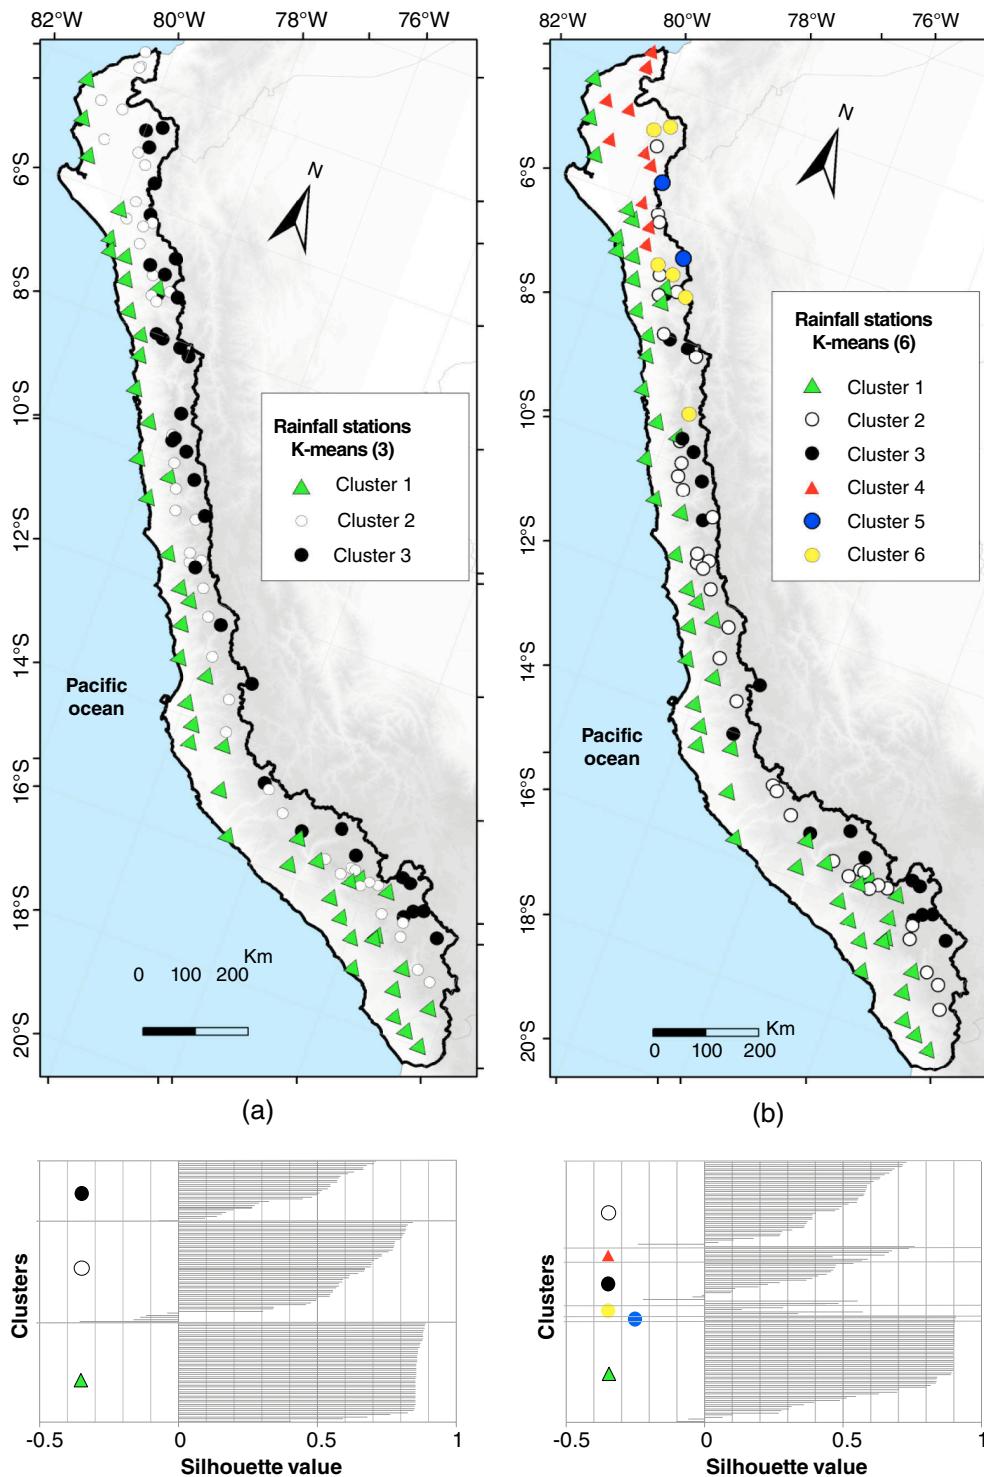 82°W 80°W 78°W 76°W
82°W 80°W 78°W 76°W
6°S
8°S
10°S
12°S
14°S
16°S
18°S
20°S
N
Rainfall stations
K-means (3)
Cluster 1
Cluster 2
Cluster 3
Pacific
ocean
Km
0 100 200
(a)
6°S
8°S
10°S
12°S
14°S
16°S
18°S
20°S
N
Rainfall stations
K-means (6)
Cluster 1
Cluster 2
Cluster 3
Cluster 4
Cluster 5
Cluster 6
Pacific
ocean
Km
0 100 200
(b)
78°W 76°W
78°W 76°W
Clusters
-0.5 0 0.5 1
Silhouette value
Clusters
-0.5 0 0.5 1
Silhouette value